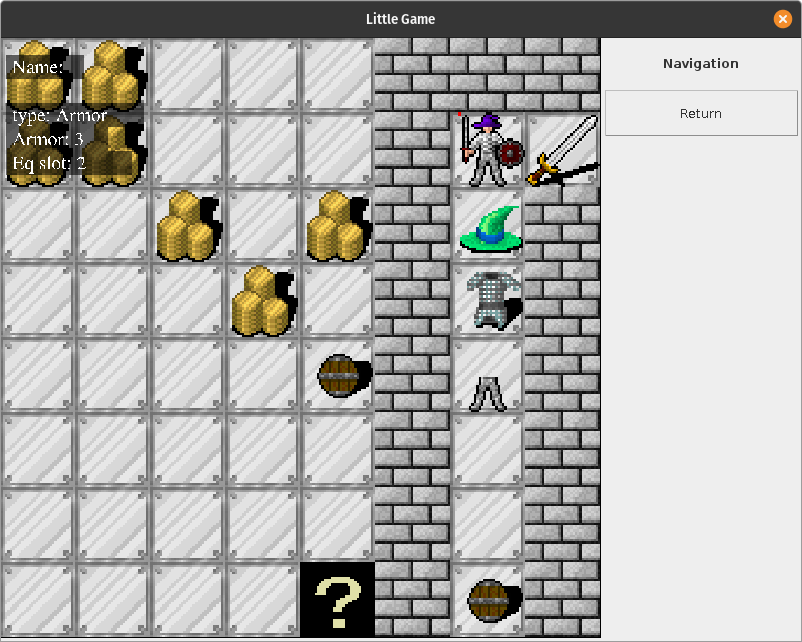 Little Game
Name:
type: Armor
Armor: 3
Eq slot: 2
Navigation
Return
?